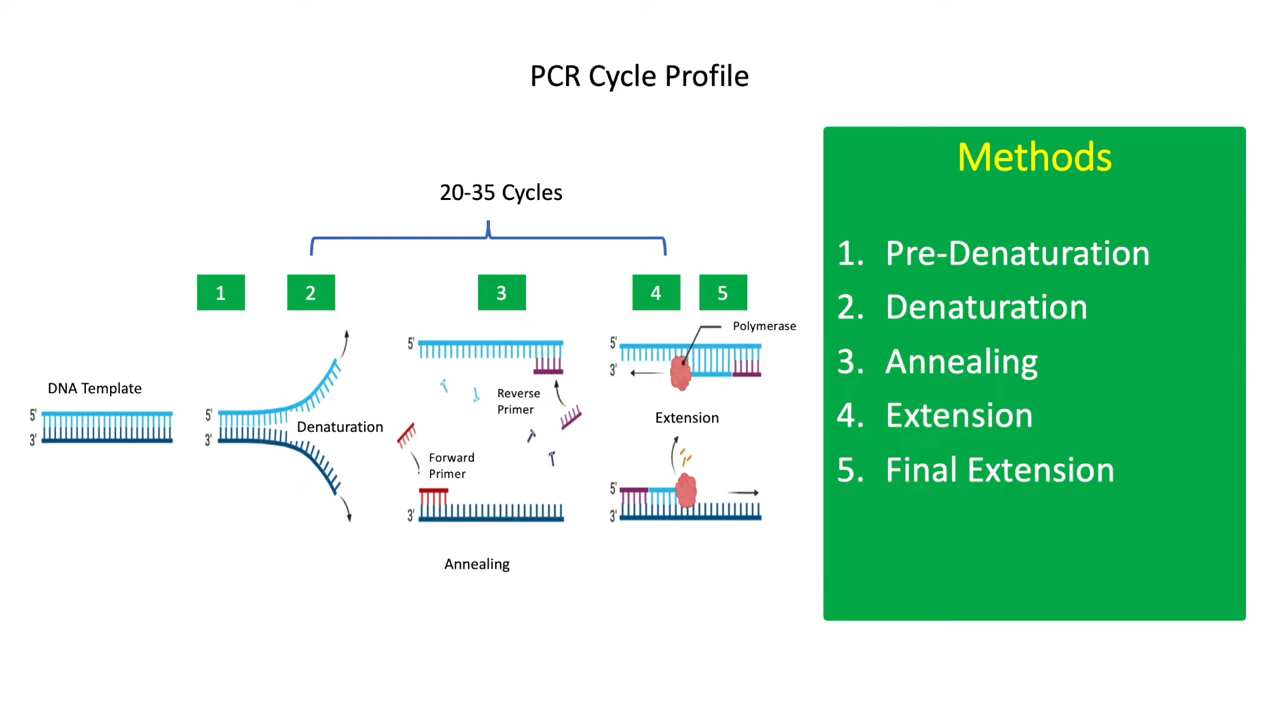 PCR Cycle Profile
20-35 Cycles
1
2
3
4
5
DNA Template
5'
3'
5'
3'
Denaturation
5'
Reverse
Primer
Forward
Primer
3'
Annealing
Polymerase
5'
3'
Extension
5'
3'
Methods
1. Pre-Denaturation
2. Denaturation
3. Annealing
4. Extension
5. Final Extension